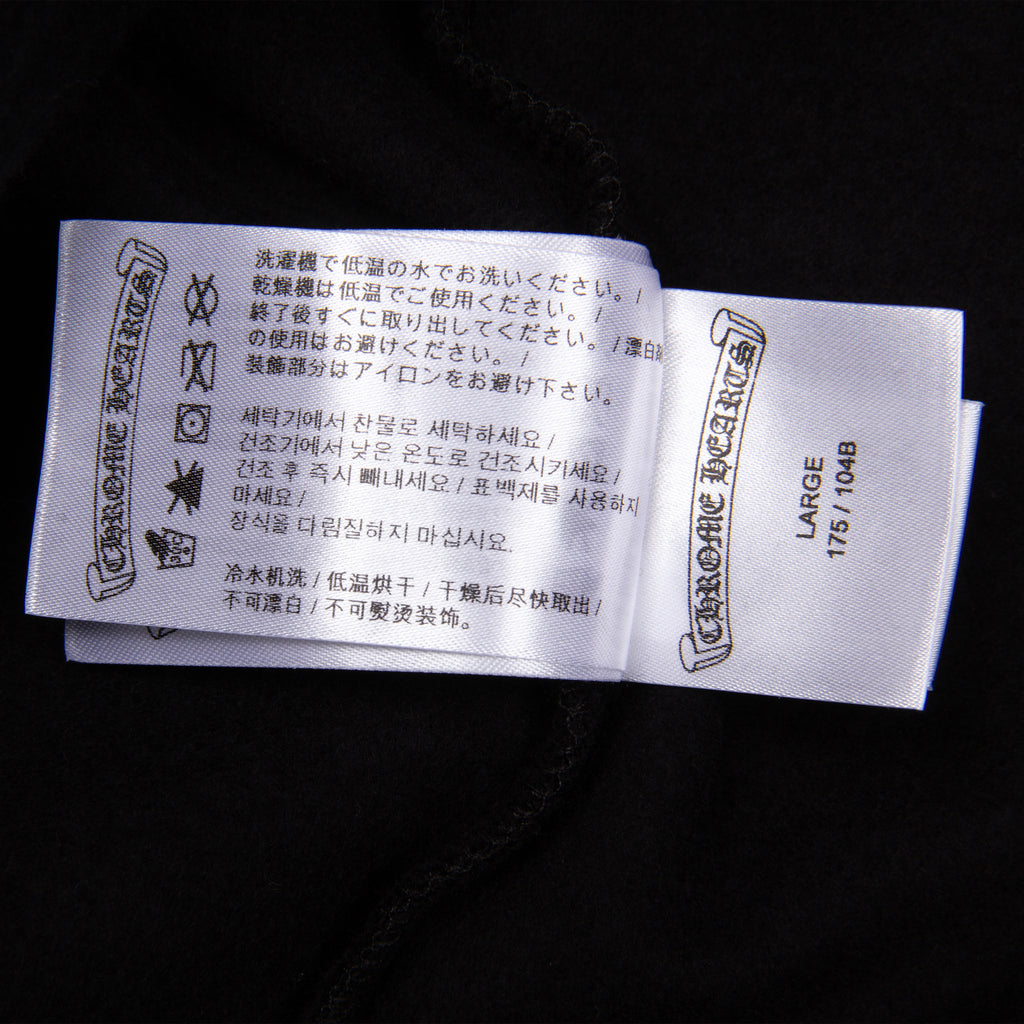 CHROME HEARTS
洗濯機で低温の水でお洗いください。/
乾燥機は低温でご使用ください。/
終了後すぐに取り出してください。/漂白
の使用はお避けください。/
装飾部分はアイロンをお避け下さい。
세탁기에서 찬물로 세탁하세요/
건조기에서 낮은 온도로 건조시키세요/
건조 후 즉시 빼내세요/표백제를 사용하지
마세요/
장식을 다림질하지 마십시요.
冷水机洗/低温烘干/干燥后尽快取出/
不可漂白/不可熨烫装饰。
CHROME HEARTS
LARGE
175/104B